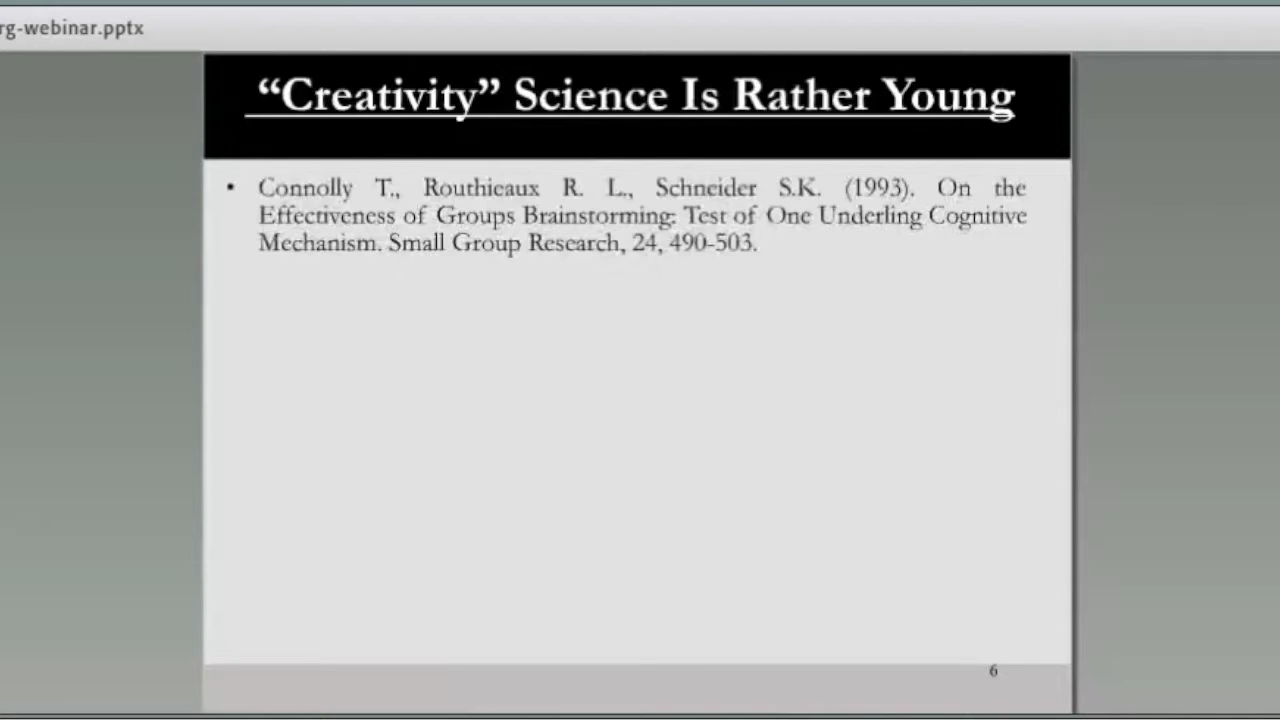 rg-webinar.pptx
“Creativity” Science Is Rather Young
• Connolly T., Routhieaux R. L., Schneider S.K. (1993). On the
Effectiveness of Groups Brainstorming: Test of One Underling Cognitive
Mechanism. Small Group Research, 24, 490-503.
6